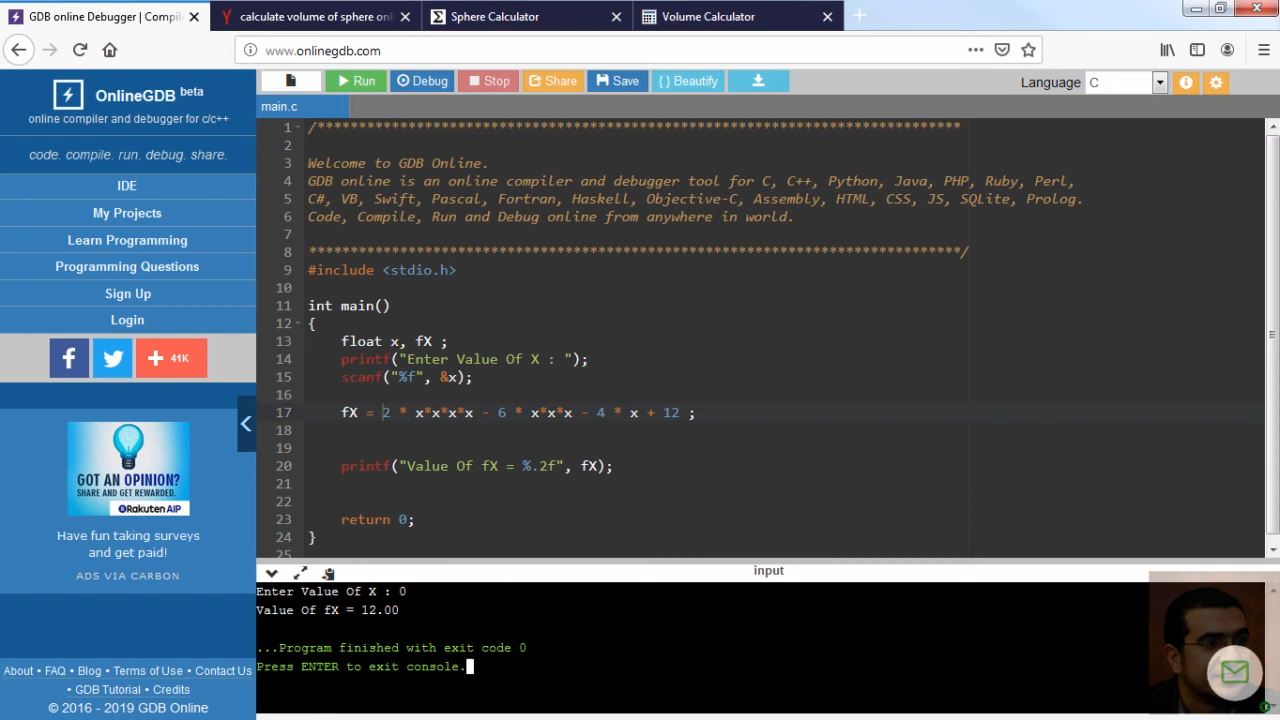 GDB online Debugger | Compil
calculate volume of sphere onl
Sphere Calculator
Volume Calculator
www.onlinegdb.com
OnlineGDB beta
online compiler and debugger for c/c++
code. compile. run. debug. share.
IDE
My Projects
Learn Programming
Programming Questions
Sign Up
Login
41K
GOT AN OPINION?
SHARE AND GET REWARDED.
Rakuten AIP
Have fun taking surveys
and get paid!
ADS VIA CARBON
About • FAQ • Blog • Terms of Use • Contact Us
• GDB Tutorial • Credits
© 2016 - 2019 GDB Online
Run Debug Stop Share Save { } Beautify
Language C
main.c
1 /******************************************************************************
2
3 Welcome to GDB Online.
4 GDB online is an online compiler and debugger tool for C, C++, Python, Java, PHP, Ruby, Perl,
5 C#, VB, Swift, Pascal, Fortran, Haskell, Objective-C, Assembly, HTML, CSS, JS, SQLite, Prolog.
6 Code, Compile, Run and Debug online from anywhere in world.
7
8 *******************************************************************************/
9 #include <stdio.h>
10
11 int main()
12 {
13 float x, fX ;
14 printf("Enter Value Of X : ");
15 scanf("%f", &x);
16
17 fX = 2 * x*x*x*x - 6 * x*x*x - 4 * x + 12 ;
18
19
20 printf("Value Of fX = %.2f", fX);
21
22
23 return 0;
24 }
25
input
Enter Value Of X : 0
Value Of fX = 12.00
...Program finished with exit code 0
Press ENTER to exit console.